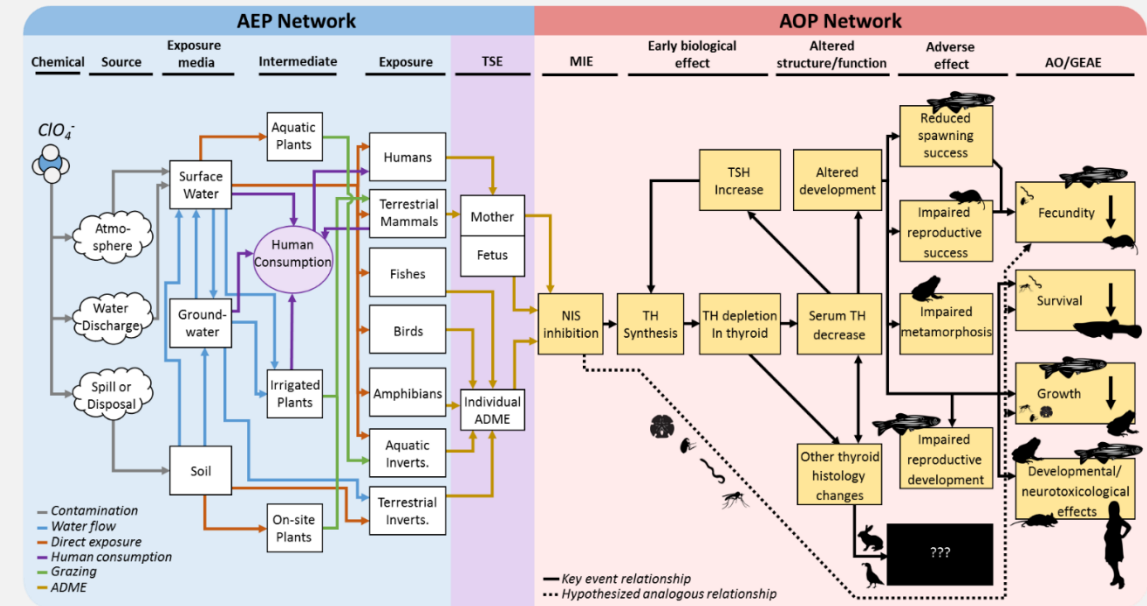 AEP Network
AOP Network
Chemical
Source
Exposure
media
Intermediate
Exposure
TSE
MIE
Early biological
effect
Altered
structure/function
Adverse
effect
AO/GEAE
ClO₄⁻
Atmo-
sphere
Water
Discharge
Spill or
Disposal
Surface
Water
Ground-
water
Soil
Aquatic
Plants
Human
Consumption
Irrigated
Plants
On-site
Plants
Humans
Terrestrial
Mammals
Fishes
Birds
Amphibians
Aquatic
Inverts.
Terrestrial
Inverts.
Mother
Fetus
Individual
ADME
NIS
inhibition
TH
Synthesis
TSH
Increase
TH depletion
In thyroid
Altered
development
Serum TH
decrease
Other thyroid
histology
changes
Reduced
spawning
success
Impaired
reproductive
success
Impaired
metamorphosis
Impaired
reproductive
development
???
Fecundity
Survival
Growth
Developmental/
neurotoxicological
effects
Contamination
Water flow
Direct exposure
Human consumption
Grazing
ADME
Key event relationship
Hypothesized analogous relationship